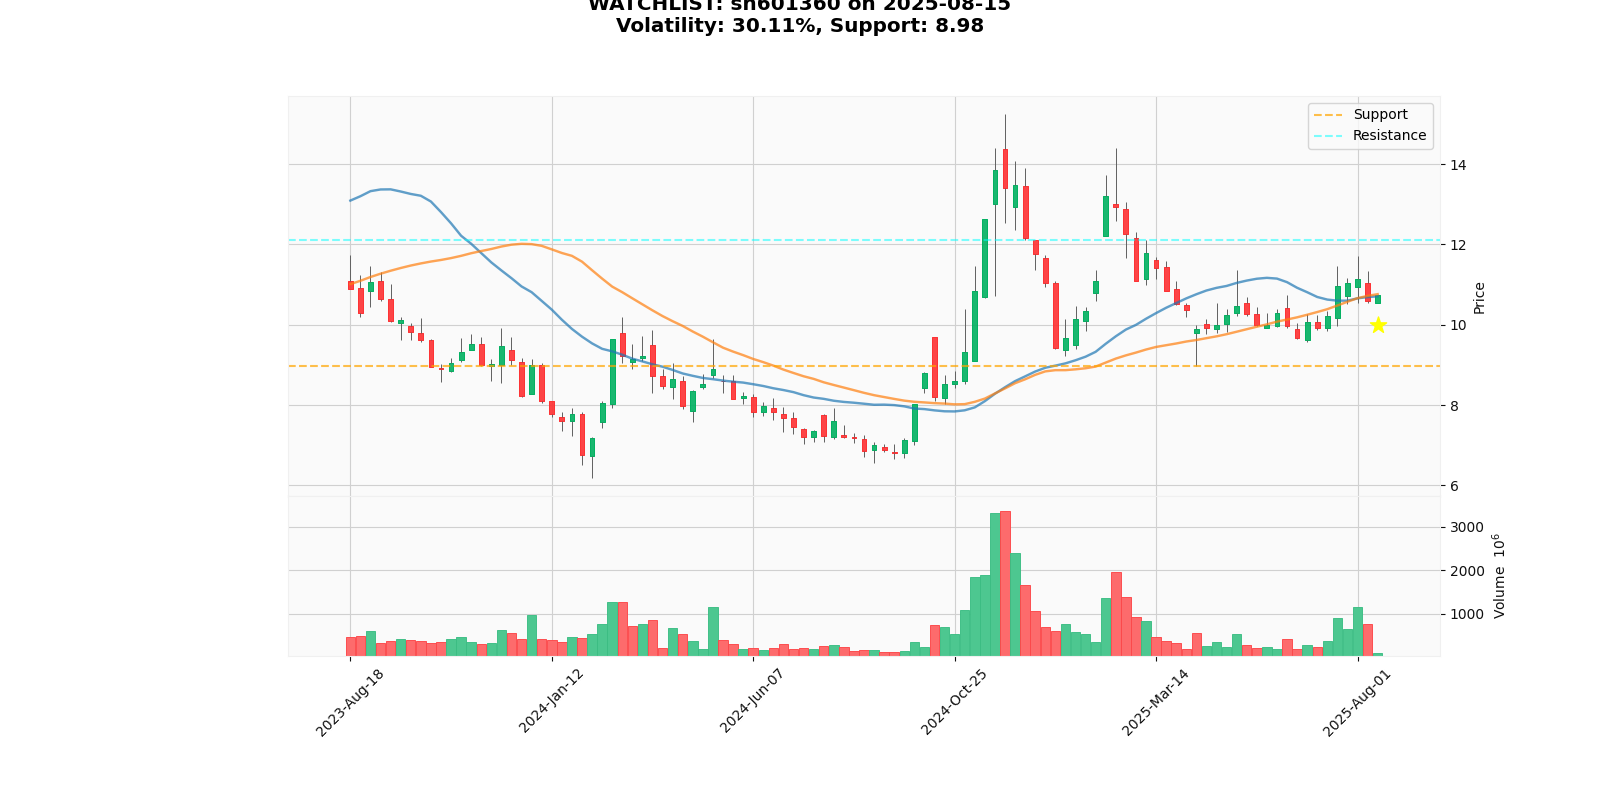 WATCHLIST: sh601360 on 2025-08-15
Volatility: 30.11%, Support: 8.98
Support
Resistance
14
12
10
8
6
Price
3000
2000
1000
Volume 10^6
2023-Aug-18
2024-Jan-12
2024-Jun-07
2024-Oct-25
2025-Mar-14
2025-Aug-01